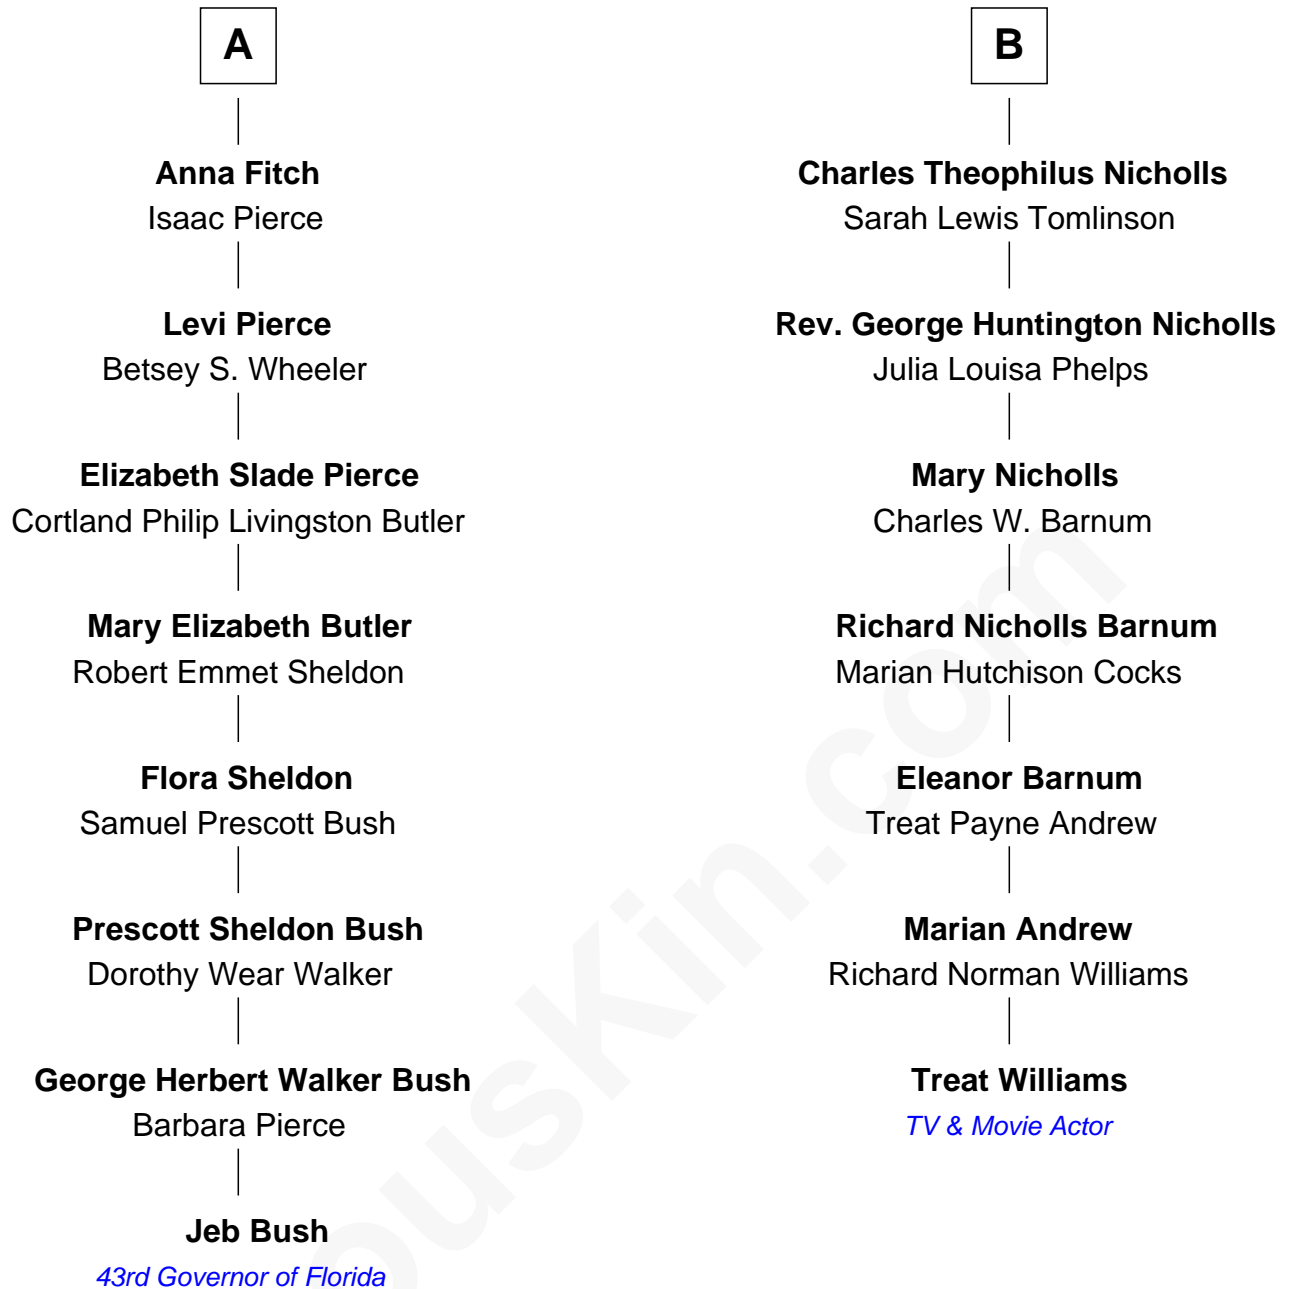 A
Anna Fitch
Isaac Pierce
Levi Pierce
Betsey S. Wheeler
Elizabeth Slade Pierce
Cortland Philip Livingston Butler
Mary Elizabeth Butler
Robert Emmet Sheldon
Flora Sheldon
Samuel Prescott Bush
Prescott Sheldon Bush
Dorothy Wear Walker
George Herbert Walker Bush
Barbara Pierce
Jeb Bush
43rd Governor of Florida
B
Charles Theophilus Nicholls
Sarah Lewis Tomlinson
Rev. George Huntington Nicholls
Julia Louisa Phelps
Mary Nicholls
Charles W. Barnum
Richard Nicholls Barnum
Marian Hutchison Cocks
Eleanor Barnum
Treat Payne Andrew
Marian Andrew
Richard Norman Williams
Treat Williams
TV & Movie Actor
ousKin.com